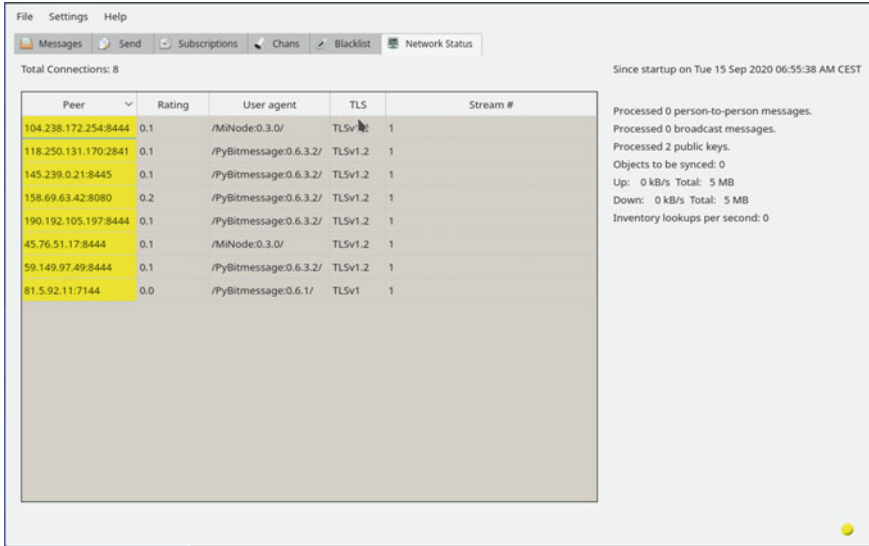 File Settings Help
Messages Send Subscriptions Chans Blacklist Network Status
Total Connections: 8
Since startup on Tue 15 Sep 2020 06:55:38 AM CEST
Peer Rating User agent TLS Stream #
104.238.172.254:8444 0.1 /MiNode:0.3.0/ TLSv1.2 1
118.250.131.170:2841 0.1 /PyBitmessage:0.6.3.2/ TLSv1.2 1
145.239.0.21:8445 0.1 /PyBitmessage:0.6.3.2/ TLSv1.2 1
158.69.63.42:8080 0.2 /PyBitmessage:0.6.3.2/ TLSv1.2 1
190.192.105.197:8444 0.1 /PyBitmessage:0.6.3.2/ TLSv1.2 1
45.76.51.17:8444 0.1 /MiNode:0.3.0/ TLSv1.2 1
59.149.97.49:8444 0.1 /PyBitmessage:0.6.3.2/ TLSv1.2 1
81.5.92.11:7144 0.0 /PyBitmessage:0.6.1/ TLSv1 1
Processed 0 person-to-person messages.
Processed 0 broadcast messages.
Processed 2 public keys.
Objects to be synced: 0
Up: 0 kB/s Total: 5 MB
Down: 0 kB/s Total: 5 MB
Inventory lookups per second: 0